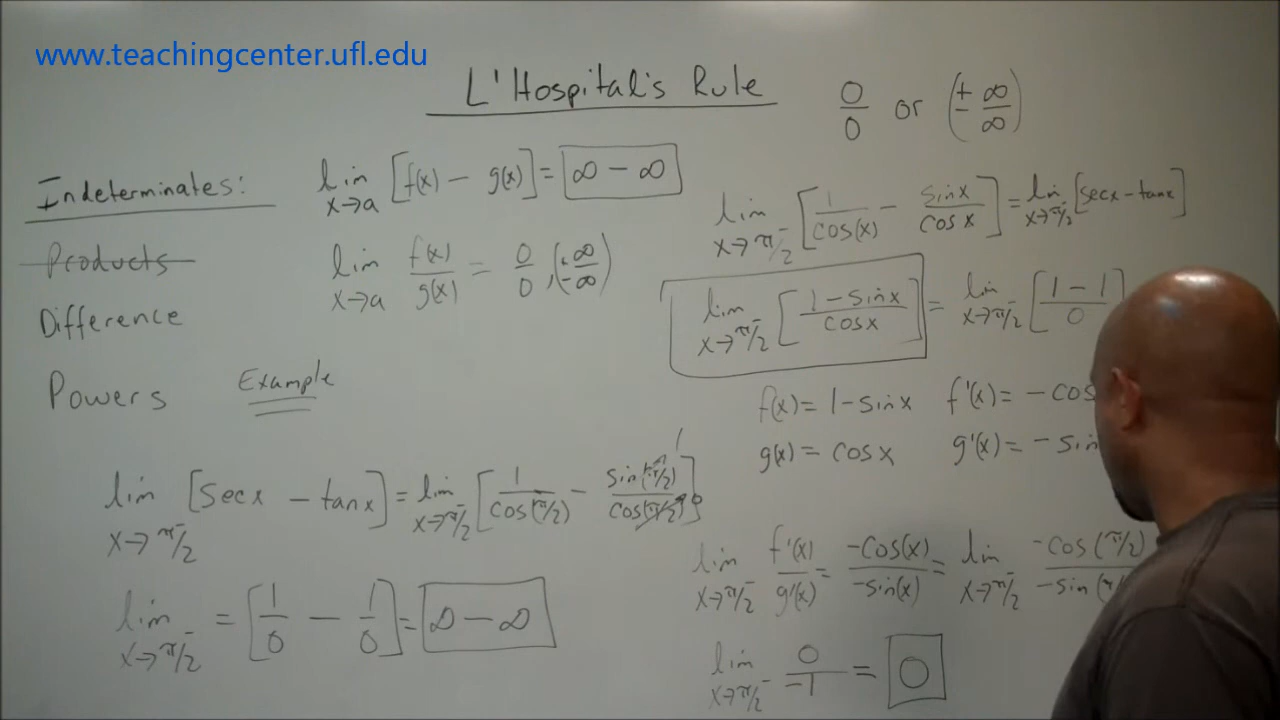 www.teachingcenter.ufl.edu
L'Hospital's Rule
0/0 or (± ∞/∞)
Indeterminates:
lim x→a [f(x) − g(x)] = ∞ − ∞
Products
lim x→a f(x)/g(x) = 0/0, (+∞/−∞)
Difference
Powers
Example
lim x→π⁻/2 [secx − tanx] = lim x→π⁻/2 [1/cos(π/2) − sin(π/2)/cos(π/2)] 1 0
lim x→π⁻/2 = [1/0 − 1/0] = ∞ − ∞
lim x→π⁻/2 [1/cos(x) − sinx/cosx] = lim x→π⁻/2 [secx − tanx]
lim x→π⁻/2 [1−sinx/cosx] = lim x→π⁻/2 [1−1/0]
f(x) = 1−sinx f'(x) = −cos
g(x) = cosx g'(x) = −sin
lim x→π⁻/2 f'(x)/g'(x) = −cos(x)/−sin(x) = lim x→π⁻/2 −cos(π/2)/−sin(
lim x→π⁻/2 0/−1 = 0